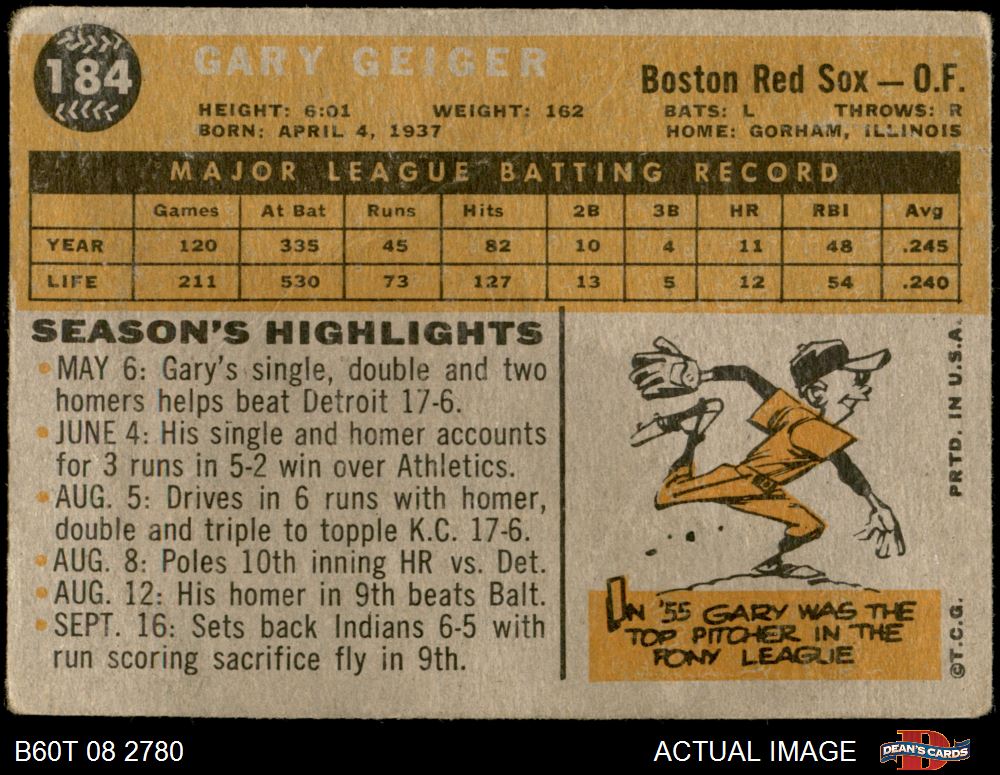 184
GARY GEIGER
Boston Red Sox — O.F.
HEIGHT: 6:01 WEIGHT: 162 BATS: L THROWS: R
BORN: APRIL 4, 1937 HOME: GORHAM, ILLINOIS
MAJOR LEAGUE BATTING RECORD
Games At Bat Runs Hits 2B 3B HR RBI Avg
YEAR 120 335 45 82 10 4 11 48 .245
LIFE 211 530 73 127 13 5 12 54 .240
SEASON'S HIGHLIGHTS
• MAY 6: Gary's single, double and two
homers helps beat Detroit 17-6.
• JUNE 4: His single and homer accounts
for 3 runs in 5-2 win over Athletics.
• AUG. 5: Drives in 6 runs with homer,
double and triple to topple K.C. 17-6.
• AUG. 8: Poles 10th inning HR vs. Det.
• AUG. 12: His homer in 9th beats Balt.
• SEPT. 16: Sets back Indians 6-5 with
run scoring sacrifice fly in 9th.
IN '55 GARY WAS THE
TOP PITCHER IN THE
PONY LEAGUE
©T.C.G. PRTD. IN U.S.A.
B60T 08 2780 ACTUAL IMAGE
DEAN'S CARDS